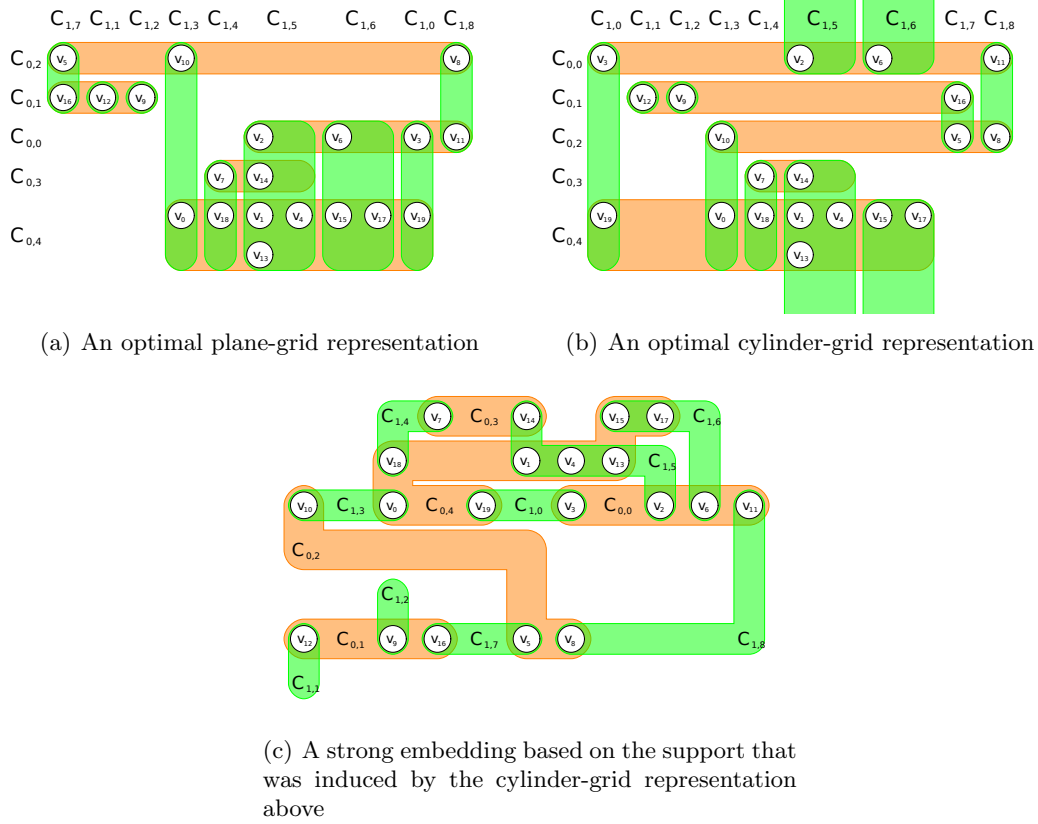 C1,7 C1,1 C1,2 C1,3 C1,4 C1,5 C1,6 C1,0 C1,8
C0,2 v5 v10 v8
C0,1 v16 v12 v9
C0,0 v2 v6 v3 v11
C0,3 v7 v14
v0 v18 v1 v4 v15 v17 v19
C0,4
v13
(a) An optimal plane-grid representation
C1,0 C1,1 C1,2 C1,3 C1,4 C1,5 C1,6 C1,7 C1,8
C0,0 v3 v2 v6 v11
C0,1 v12 v9 v16
C0,2 v10 v5 v8
C0,3 v7 v14
v19 v0 v18 v1 v4 v15 v17
C0,4
v13
(b) An optimal cylinder-grid representation
C1,4 v7 C0,3 v14 v15 v17 C1,6
v18 v1 v4 v13 C1,5
v10 C1,3 v0 C0,4 v19 C1,0 v3 C0,0 v2 v6 v11
C0,2
C1,2
v12 C0,1 v9 v16 C1,7 v5 v8 C1,8
C1,1
(c) A strong embedding based on the support that
was induced by the cylinder-grid representation
above